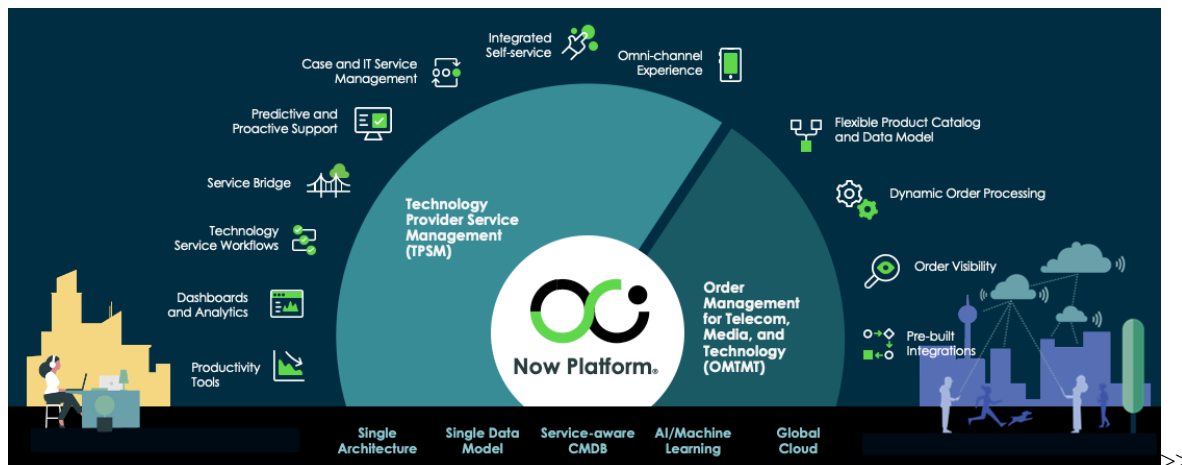 Integrated
Self-service
Omni-channel
Experience
Case and IT Service
Management
Predictive and
Proactive Support
Service Bridge
Technology
Service Workflows
Dashboards
and Analytics
Productivity
Tools
Flexible Product Catalog
and Data Model
Dynamic Order Processing
Order Visibility
Pre-built
Integrations
Technology
Provider Service
Management
(TPSM)
Order
Management
for Telecom,
Media, and
Technology
(OMTMT)
Now Platform®
Single
Architecture
Single Data
Model
Service-aware
CMDB
AI/Machine
Learning
Global
Cloud
>>